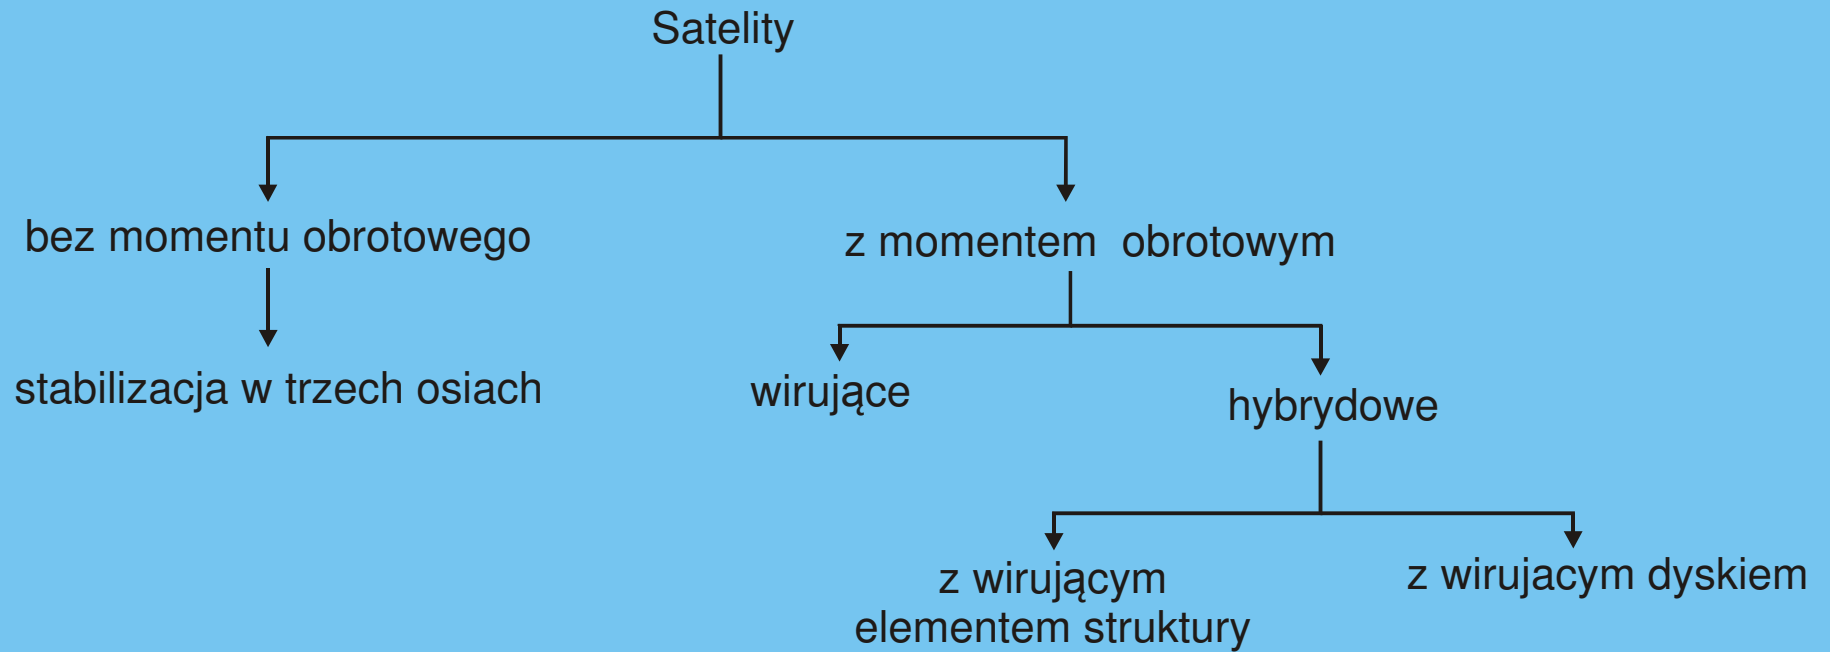 Satelity
bez momentu obrotowego
z momentem obrotowym
stabilizacja w trzech osiach
wirujące
hybrydowe
z wirującym
elementem struktury
z wirujacym dyskiem